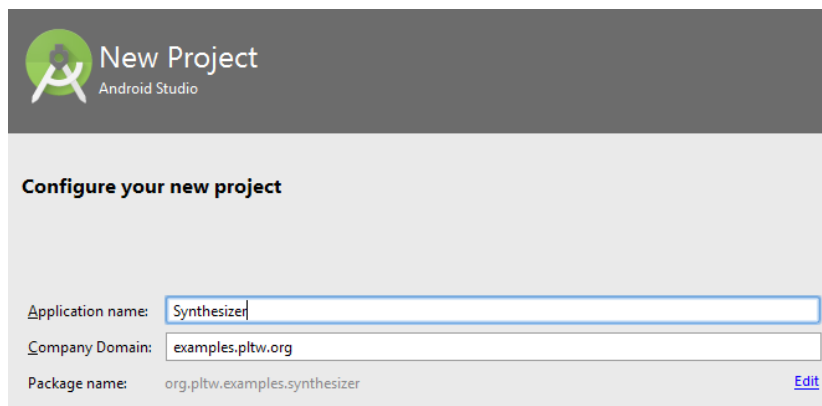 New Project
Android Studio
Configure your new project
Application name: Synthesizer
Company Domain: examples.pltw.org
Package name: org.pltw.examples.synthesizer Edit